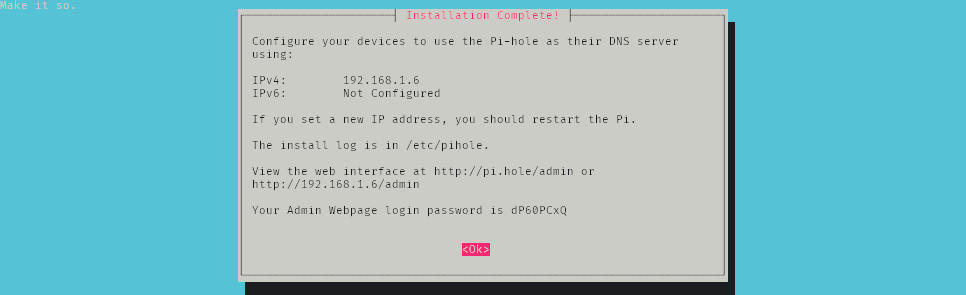 Make it so.
Installation Complete!
Configure your devices to use the Pi-hole as their DNS server
using:
IPv4:         192.168.1.6
IPv6:         Not Configured
If you set a new IP address, you should restart the Pi.
The install log is in /etc/pihole.
View the web interface at http://pi.hole/admin or
http://192.168.1.6/admin
Your Admin Webpage login password is dP60PCxQ
<Ok>